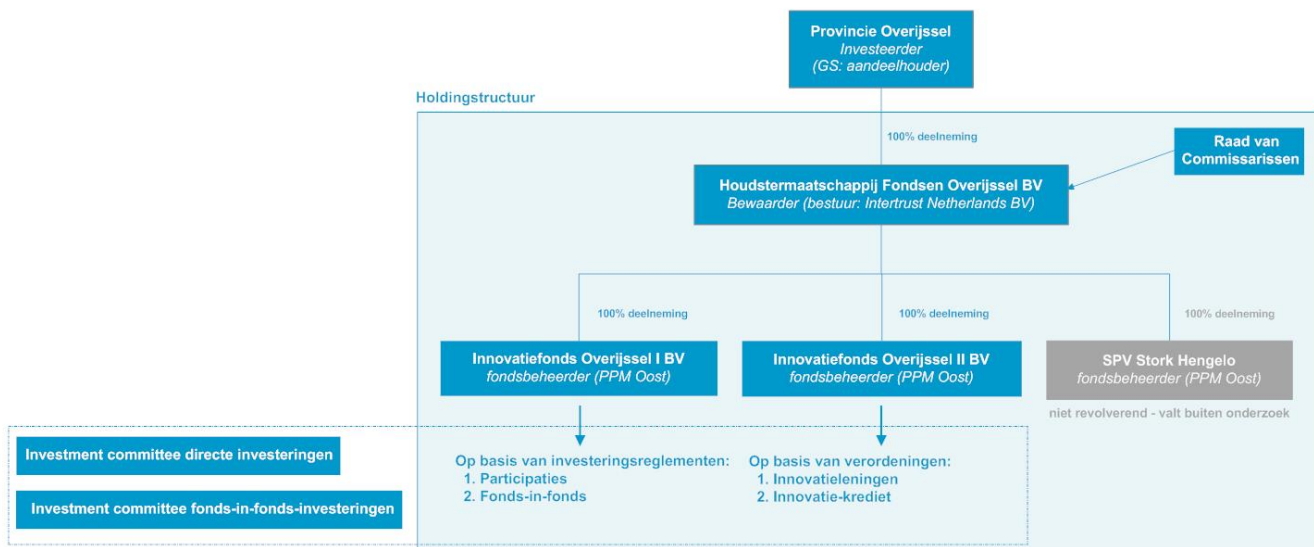 Provincie Overijssel
Investeerder
(GS: aandeelhouder)
Holdingstructuur
100% deelneming
Raad van
Commissarissen
Houdstermaatschappij Fondsen Overijssel BV
Bewaarder (bestuur: Intertrust Netherlands BV)
100% deelneming
100% deelneming
100% deelneming
Innovatiefonds Overijssel I BV
fondsbeheerder (PPM Oost)
Innovatiefonds Overijssel II BV
fondsbeheerder (PPM Oost)
SPV Stork Hengelo
fondsbeheerder (PPM Oost)
niet revolverend - valt buiten onderzoek
Investment committee directe investeringen
Investment committee fonds-in-fonds-investeringen
Op basis van investeringsreglementen:
1. Participaties
2. Fonds-in-fonds
Op basis van verordeningen:
1. Innovatieleningen
2. Innovatie-krediet